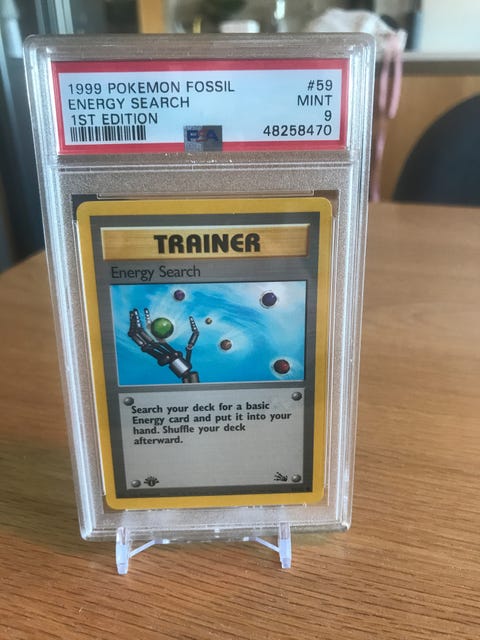 1999 POKEMON FOSSIL #59
ENERGY SEARCH MINT
1ST EDITION 9
PSA 48258470
TRAINER
Energy Search
Search your deck for a basic
Energy card and put it into your
hand. Shuffle your deck
afterward.